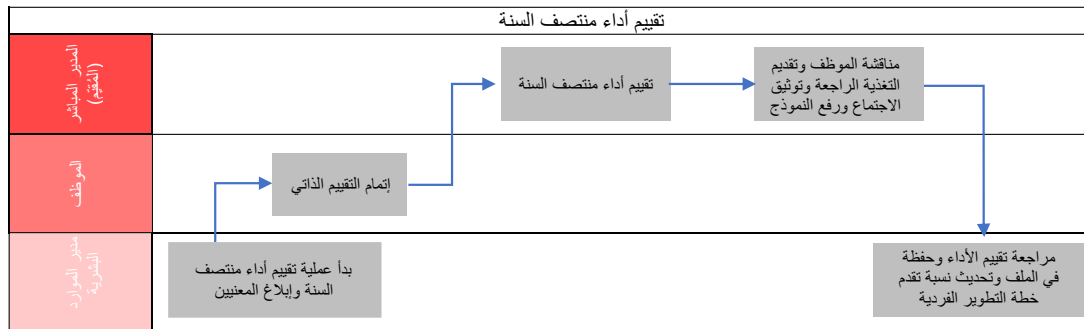 تقييم أداء منتصف السنة
المدير المباشر
(المُقيّم)
تقييم أداء منتصف السنة
مناقشة الموظف وتقديم
التغذية الراجعة وتوثيق
الاجتماع ورفع النموذج
الموظف
إتمام التقييم الذاتي
مدير الموارد
البشرية
بدأ عملية تقييم أداء منتصف
السنة وإبلاغ المعنيين
مراجعة تقييم الأداء وحفظة
في الملف وتحديث نسبة تقدم
خطة التطوير الفردية